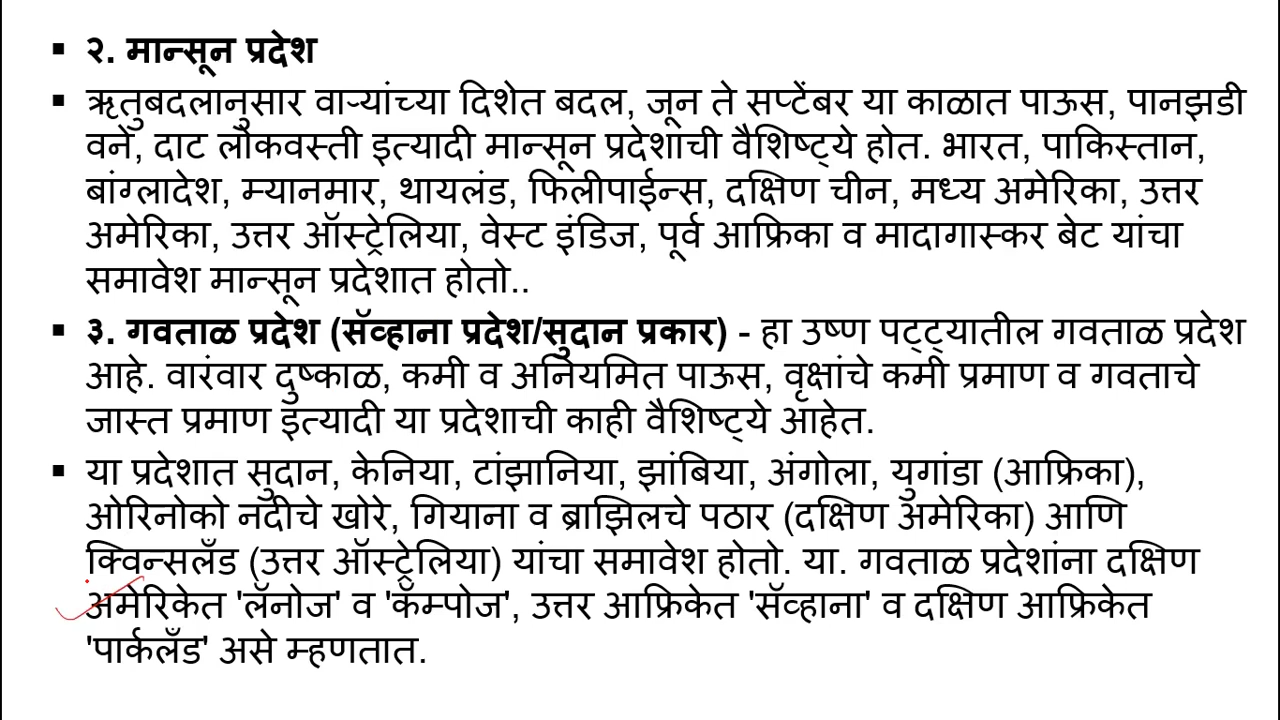 ▪ २. मान्सून प्रदेश
▪ ऋतुबदलानुसार वाऱ्यांच्या दिशेत बदल, जून ते सप्टेंबर या काळात पाऊस, पानझडी
वने, दाट लोकवस्ती इत्यादी मान्सून प्रदेशाची वैशिष्ट्ये होत. भारत, पाकिस्तान,
बांग्लादेश, म्यानमार, थायलंड, फिलीपाईन्स, दक्षिण चीन, मध्य अमेरिका, उत्तर
अमेरिका, उत्तर ऑस्ट्रेलिया, वेस्ट इंडिज, पूर्व आफ्रिका व मादागास्कर बेट यांचा
समावेश मान्सून प्रदेशात होतो..
▪ ३. गवताळ प्रदेश (सॅव्हाना प्रदेश/सुदान प्रकार) - हा उष्ण पट्ट्यातील गवताळ प्रदेश
आहे. वारंवार दुष्काळ, कमी व अनियमित पाऊस, वृक्षांचे कमी प्रमाण व गवताचे
जास्त प्रमाण इत्यादी या प्रदेशाची काही वैशिष्ट्ये आहेत.
▪ या प्रदेशात सुदान, केनिया, टांझानिया, झांबिया, अंगोला, युगांडा (आफ्रिका),
ओरिनोको नदीचे खोरे, गियाना व ब्राझिलचे पठार (दक्षिण अमेरिका) आणि
क्विन्सलँड (उत्तर ऑस्ट्रेलिया) यांचा समावेश होतो. या. गवताळ प्रदेशांना दक्षिण
अमेरिकेत 'लॅनोज' व 'कॅम्पोज', उत्तर आफ्रिकेत 'सॅव्हाना' व दक्षिण आफ्रिकेत
'पार्कलँड' असे म्हणतात.